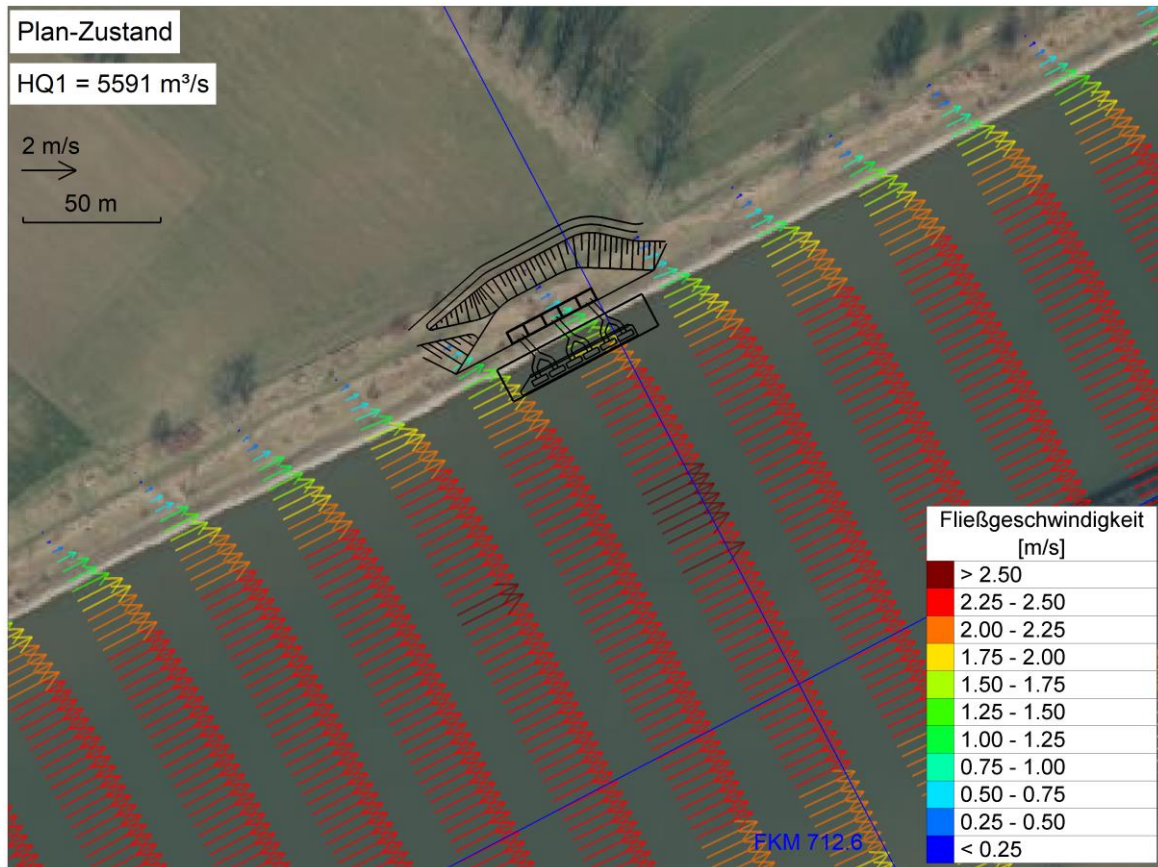 Plan-Zustand
HQ1 = 5591 m³/s
2 m/s
50 m
Fließgeschwindigkeit
[m/s]
> 2.50
2.25 - 2.50
2.00 - 2.25
1.75 - 2.00
1.50 - 1.75
1.25 - 1.50
1.00 - 1.25
0.75 - 1.00
0.50 - 0.75
0.25 - 0.50
< 0.25
FKM 712.6